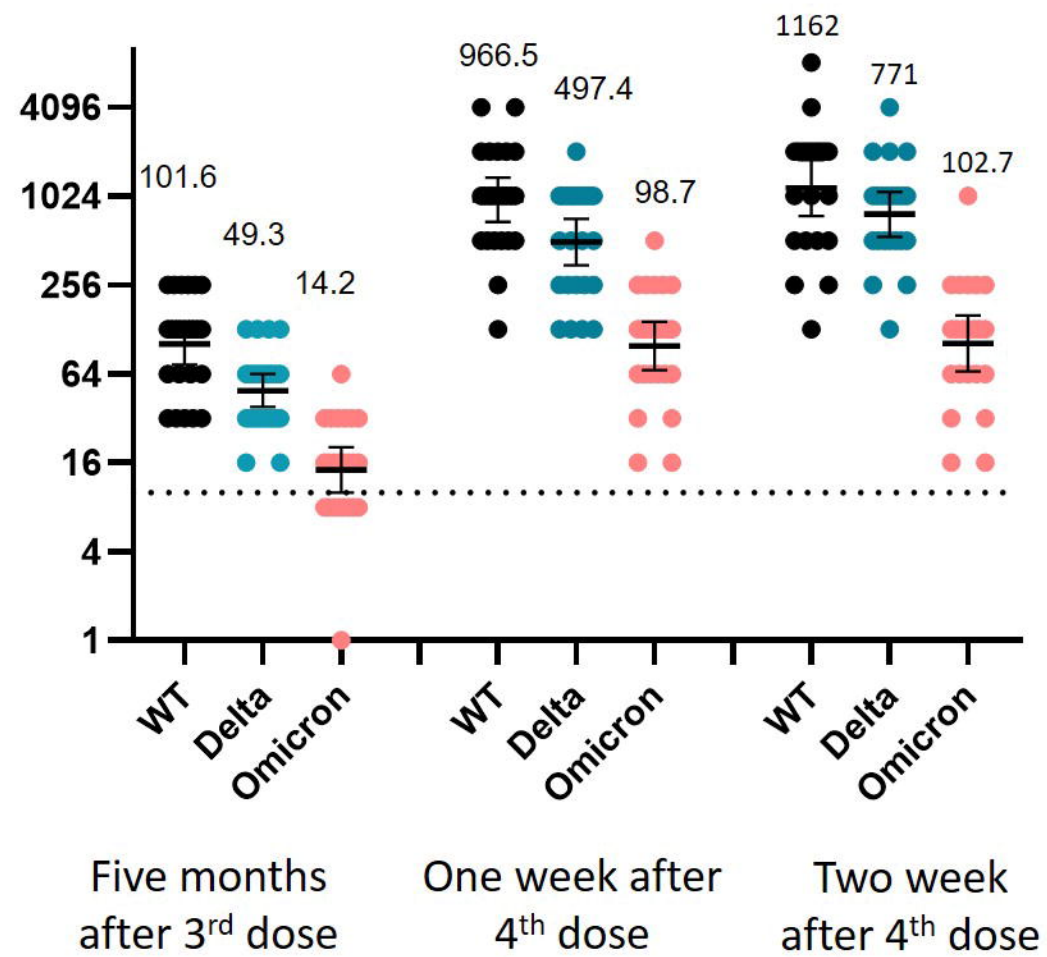 1162
966.5
771
497.4
4096
101.6
102.7
98.7
1024
49.3
14.2
256
64
16
4
1
WT
Delta
Omicron
WT
Delta
Omicron
WT
Delta
Omicron
Five months
after 3rd dose
One week after
4th dose
Two week
after 4th dose